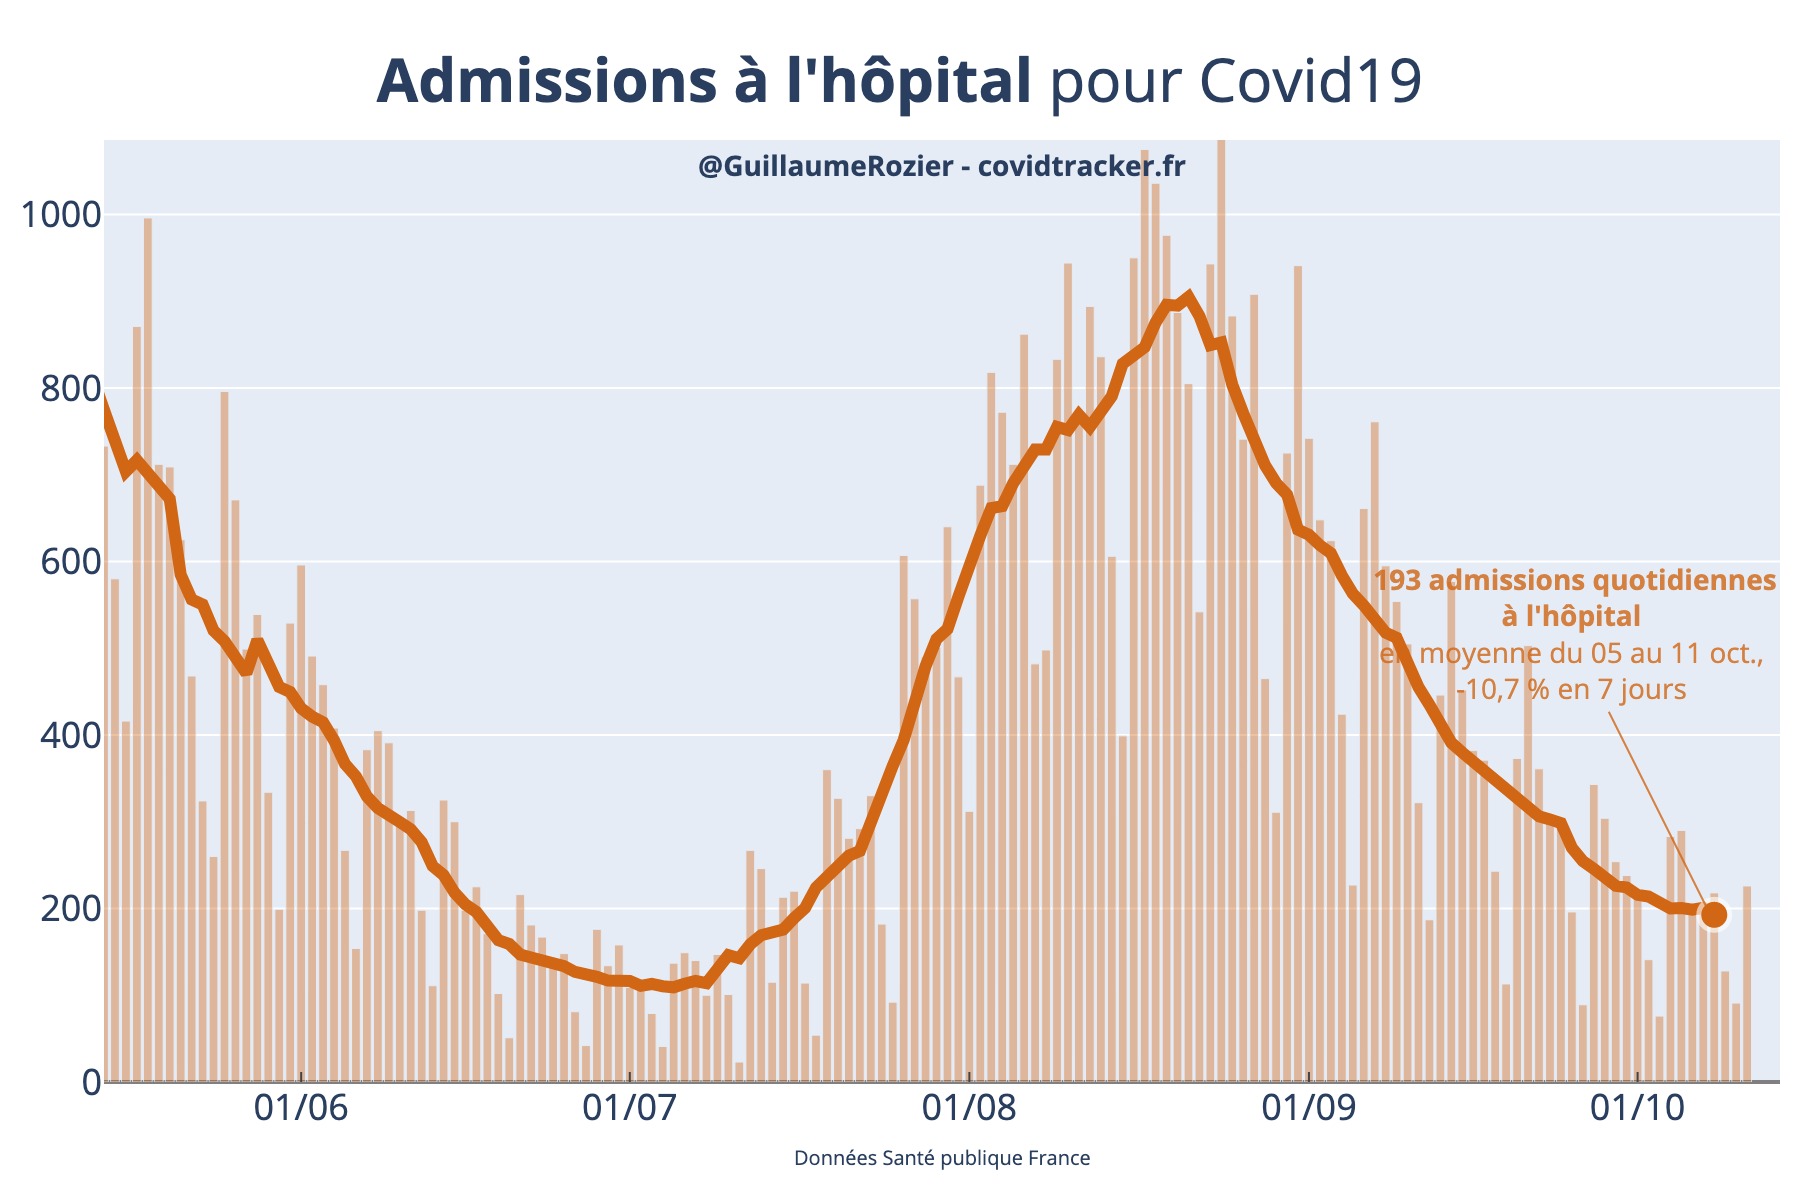 Admissions à l'hôpital pour Covid19
@GuillaumeRozier - covidtracker.fr
1000
800
600
400
200
0
193 admissions quotidiennes
à l'hôpital
en moyenne du 05 au 11 oct.,
-10,7 % en 7 jours
01/06 01/07 01/08 01/09 01/10
Données Santé publique France